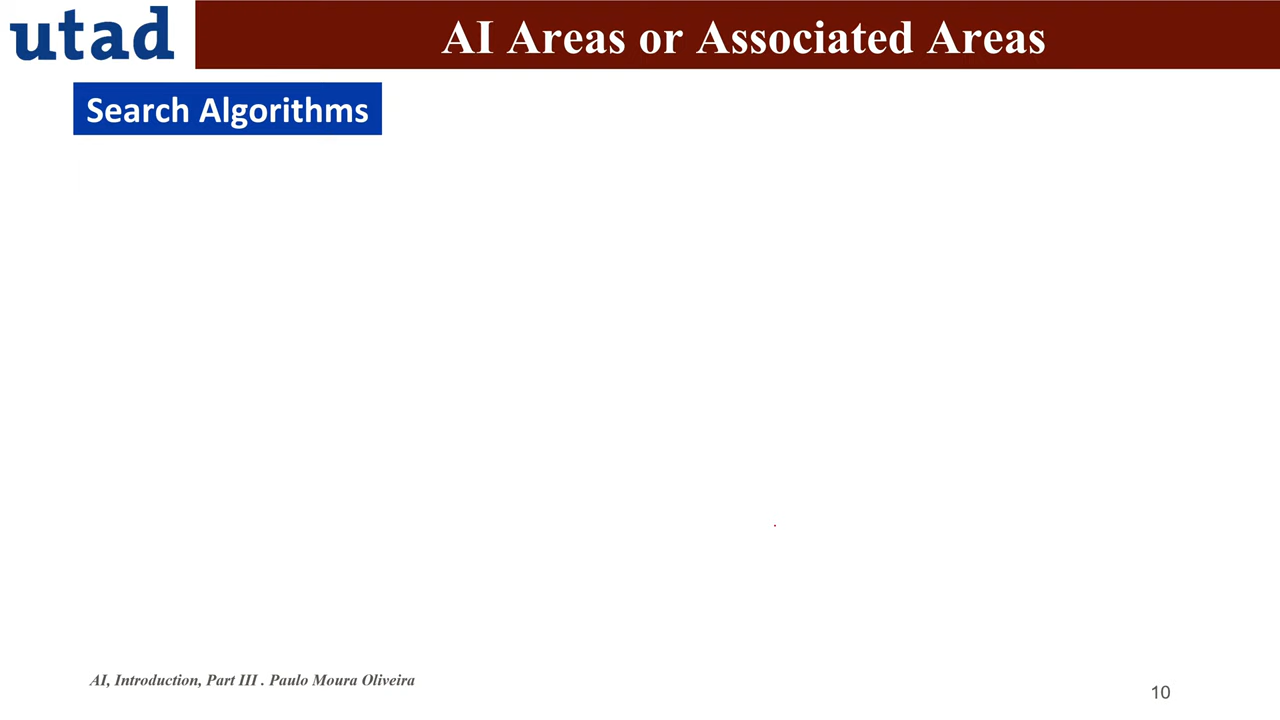 utad
AI Areas or Associated Areas
Search Algorithms
AI, Introduction, Part III . Paulo Moura Oliveira
10